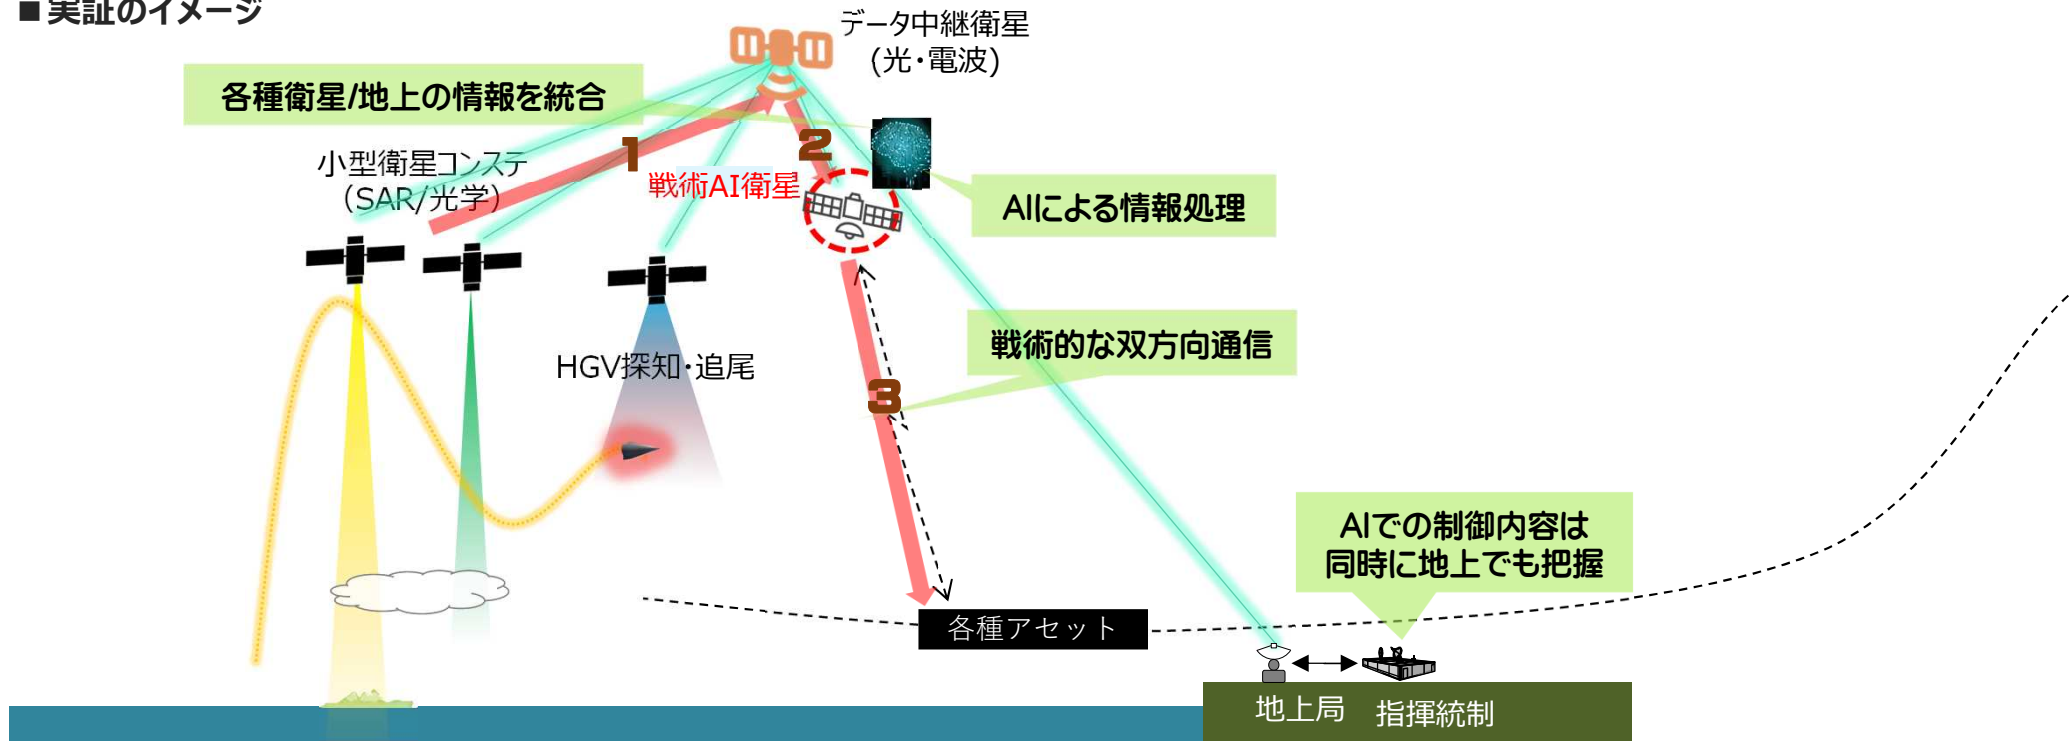 ■実証のイメージ
データ中継衛星
(光・電波)
各種衛星/地上の情報を統合
1
2
小型衛星コンステ
（SAR/光学）
戦術AI衛星
AIによる情報処理
戦術的な双方向通信
HGV探知・追尾
3
AIでの制御内容は
同時に地上でも把握
各種アセット
地上局
指揮統制